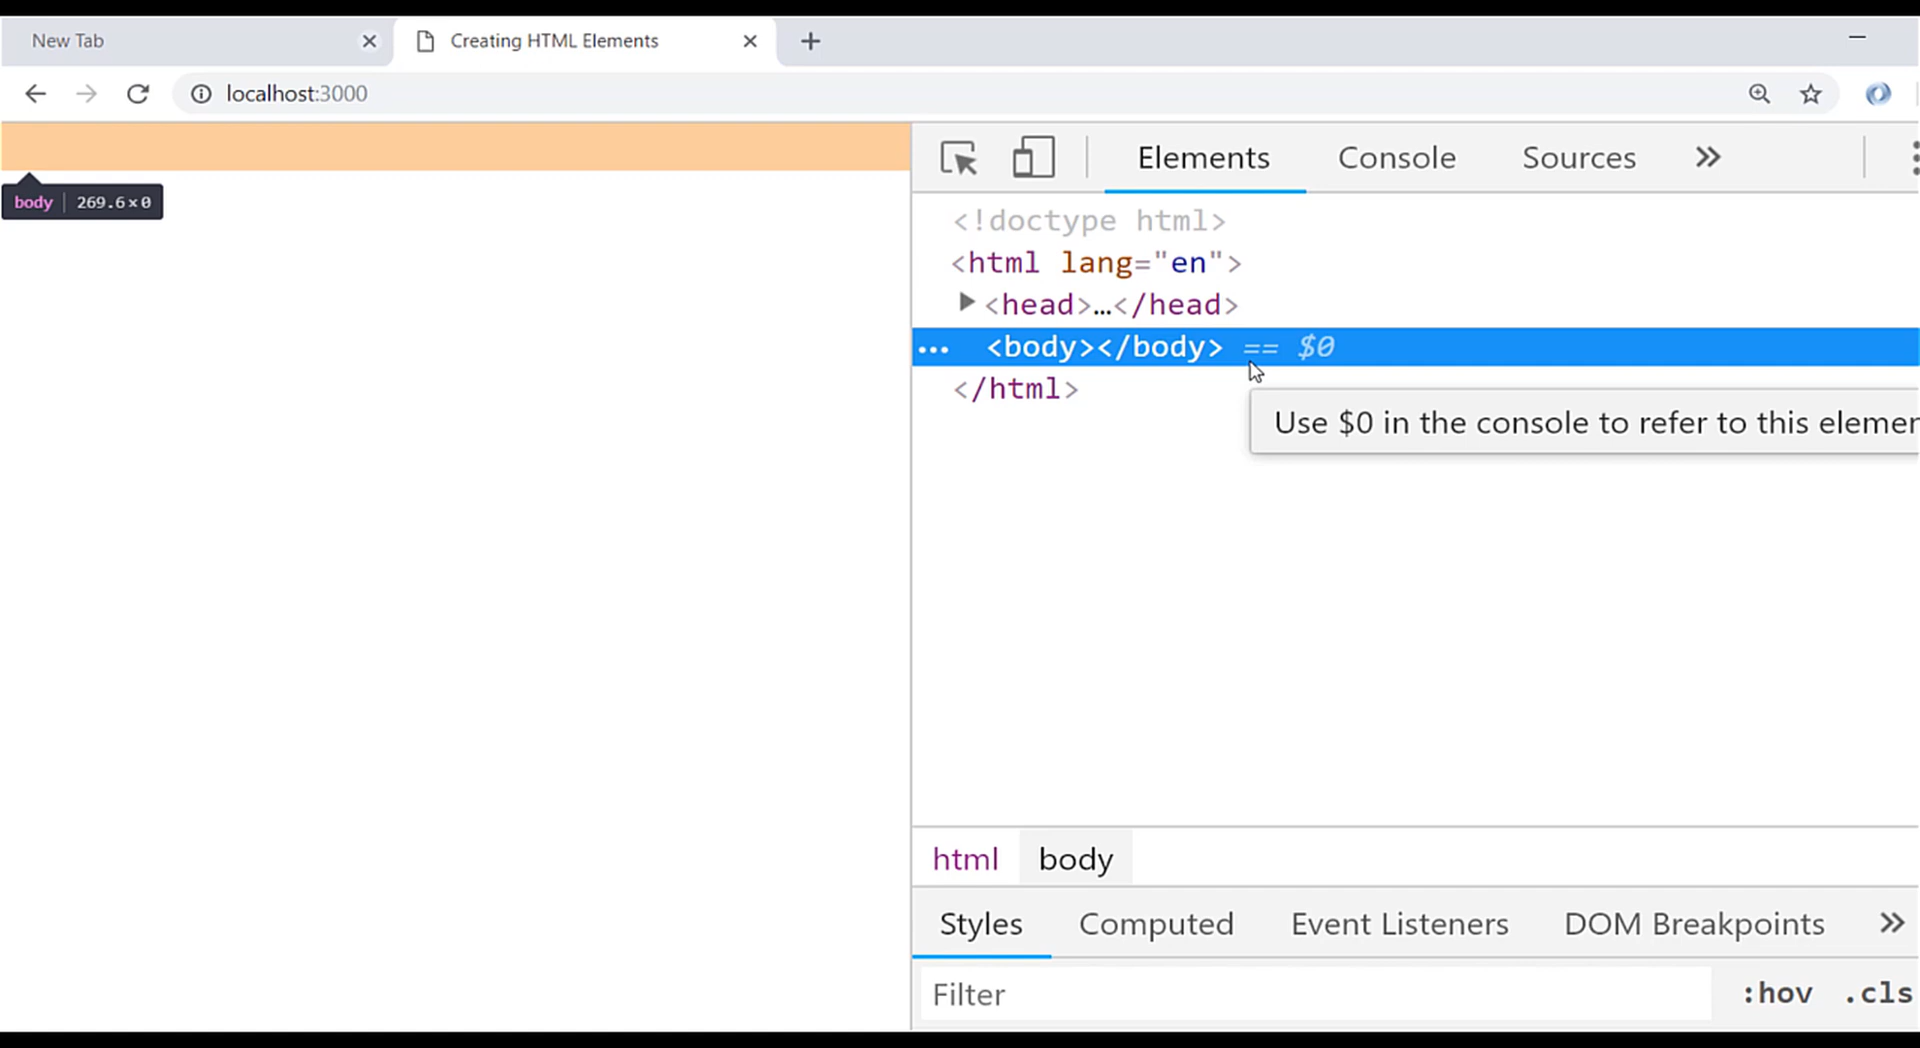 New Tab
Creating HTML Elements
localhost:3000
body 269.6×0
Elements Console Sources
<!doctype html>
<html lang="en">
<head>…</head>
<body></body> == $0
</html>
Use $0 in the console to refer to this
html body
Styles Computed Event Listeners DOM Breakpoints
Filter :hov .cls